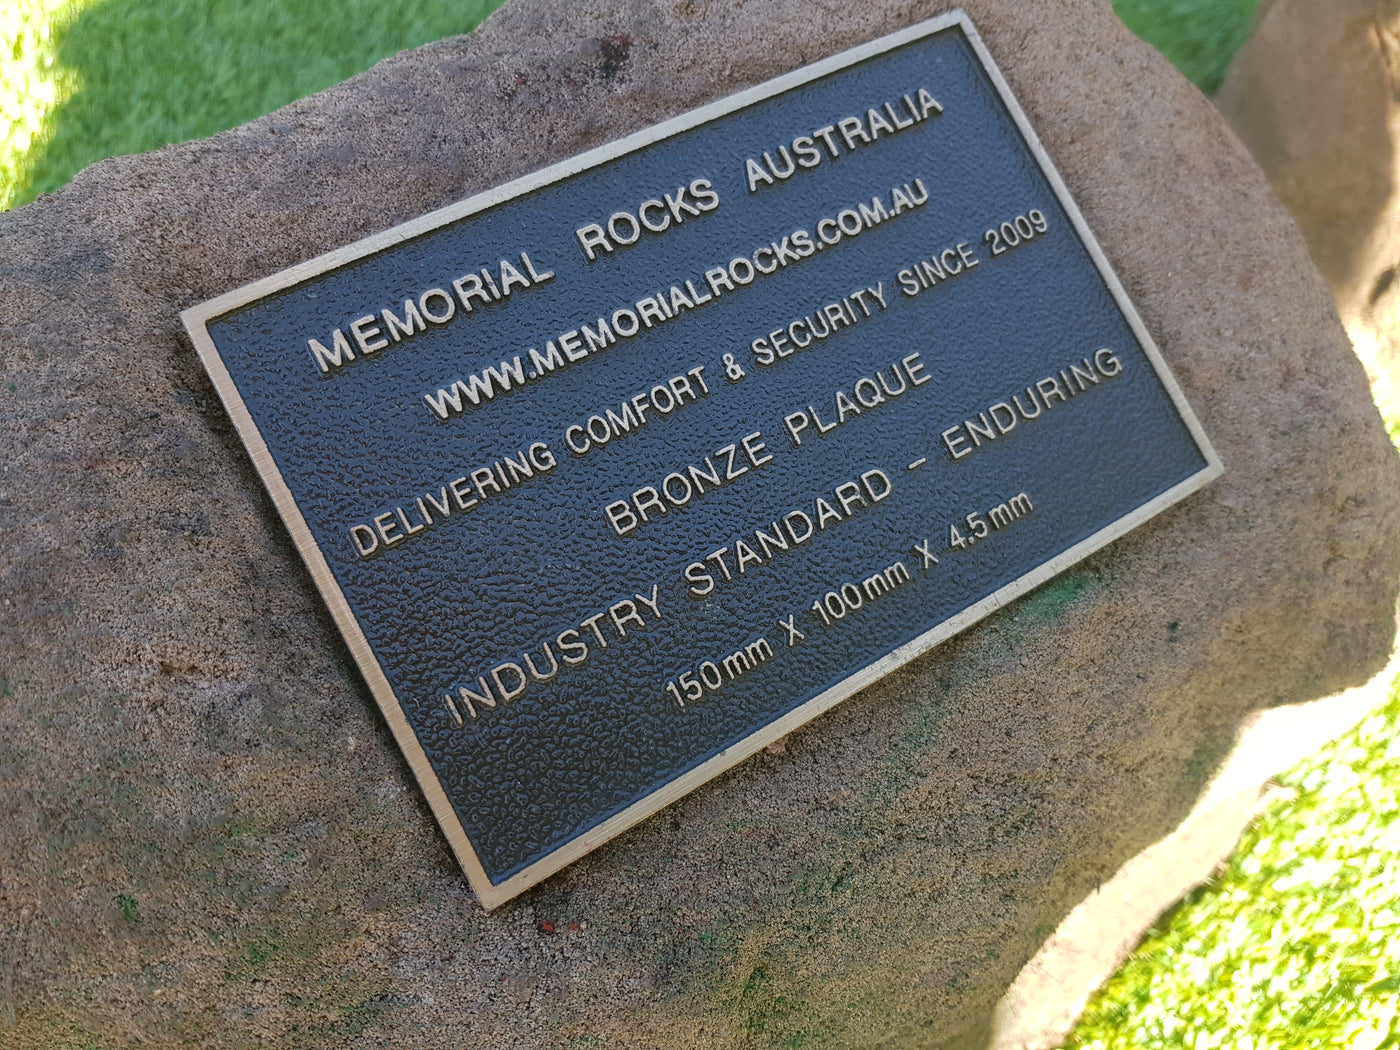 MEMORIAL ROCKS AUSTRALIA
WWW.MEMORIALROCKS.COM.AU
DELIVERING COMFORT & SECURITY SINCE 2009
BRONZE PLAQUE
INDUSTRY STANDARD - ENDURING
150mm X 100mm X 4.5mm